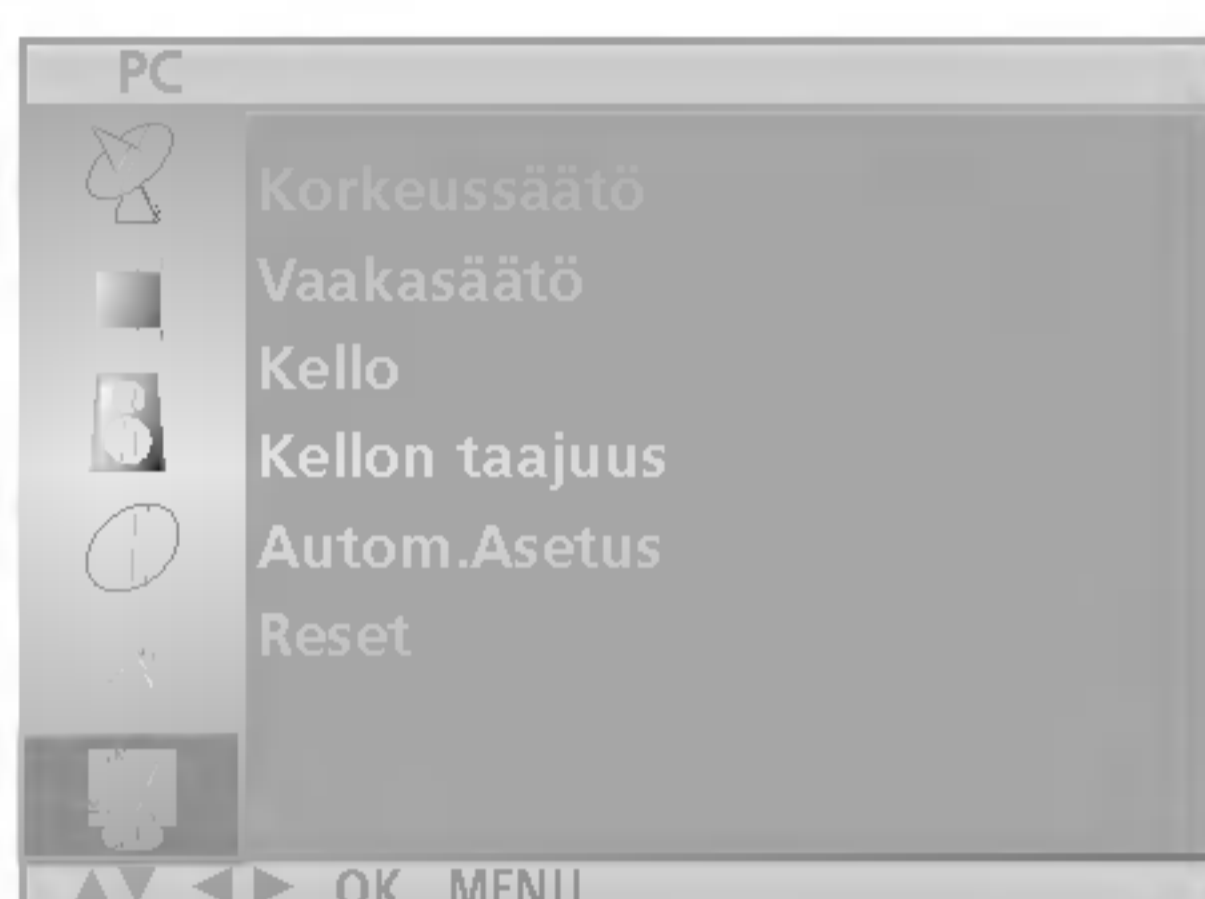 PC
Korkeussäätö
Vaakasäätö
Kello
Kellon taajuus
Autom.Asetus
Reset
▲▼ ◀ ▶ OK MENU